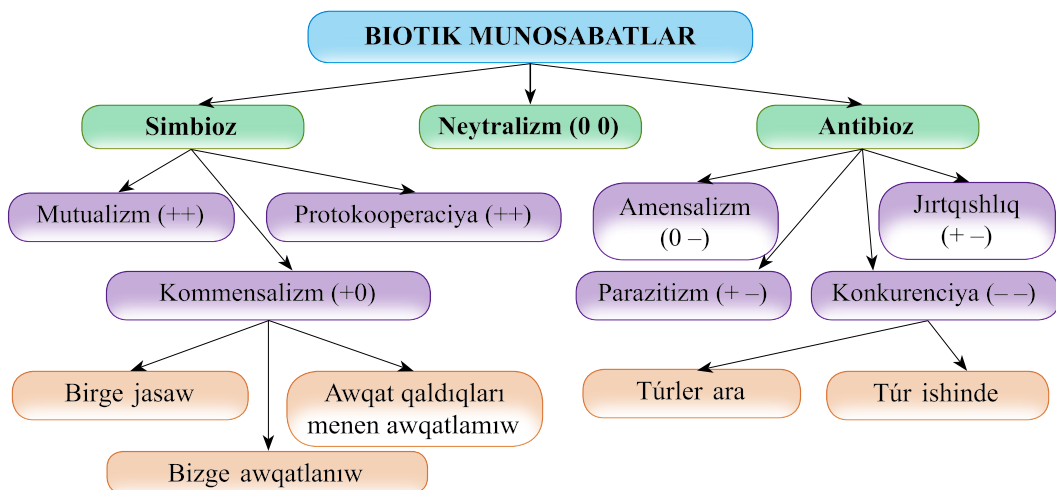 BIOTIK MUNOSABATLAR
Simbioz
Neytralizm (0 0)
Antibioz
Mutualizm (++)
Protokooperaciya (++)
Amensalizm
(0 –)
Jırtqıshlıq
(+ –)
Kommensalizm (+0)
Parazitizm (+ –)
Konkurenciya (– –)
Birge jasaw
Awqat qaldıqları
menen awqatlamıw
Túrler ara
Túr ishinde
Bizge awqatlanıw